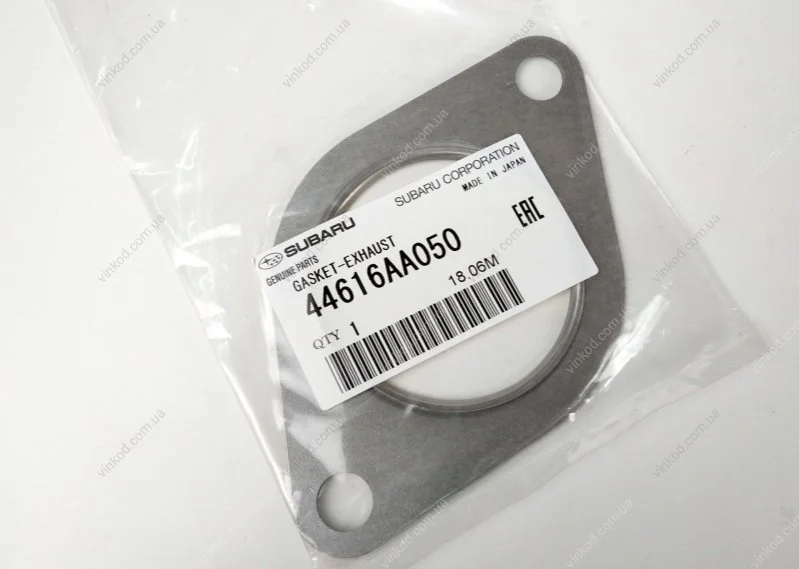 SUBARU
SUBARU CORPORATION
GENUINE PARTS
MADE IN JAPAN
GASKET-EXHAUST
EAC
44616AA050
18.06M
QTY 1
vinkod.com.ua